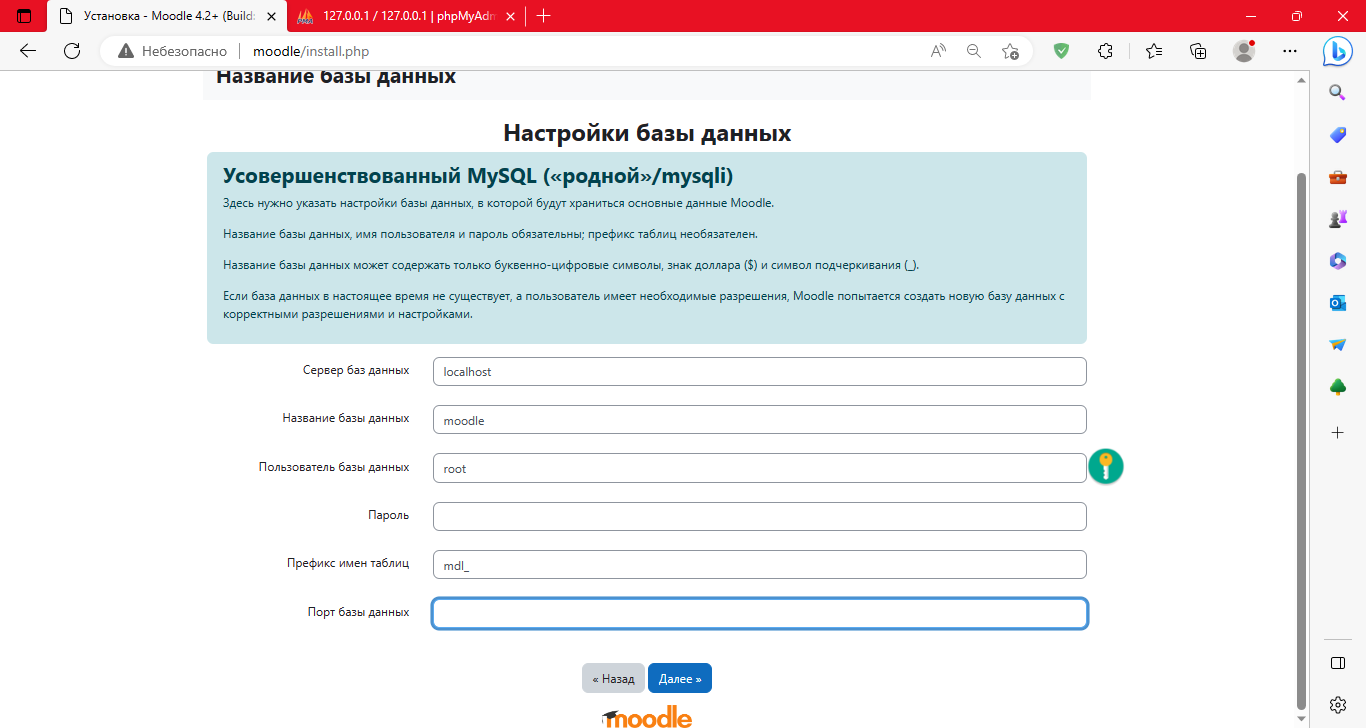 Установка - Moodle 4.2+ (Build:
127.0.0.1 / 127.0.0.1 | phpMyAdm
Небезопасно
moodle/install.php
Название базы данных
Настройки базы данных
Усовершенствованный MySQL («родной»/mysqli)
Здесь нужно указать настройки базы данных, в которой будут храниться основные данные Moodle.
Название базы данных, имя пользователя и пароль обязательны; префикс таблиц необязателен.
Название базы данных может содержать только буквенно-цифровые символы, знак доллара ($) и символ подчеркивания (_).
Если база данных в настоящее время не существует, а пользователь имеет необходимые разрешения, Moodle попытается создать новую базу данных с
корректными разрешениями и настройками.
Сервер баз данных
localhost
Название базы данных
moodle
Пользователь базы данных
root
Пароль
Префикс имен таблиц
mdl_
Порт базы данных
« Назад
Далее »
moodle